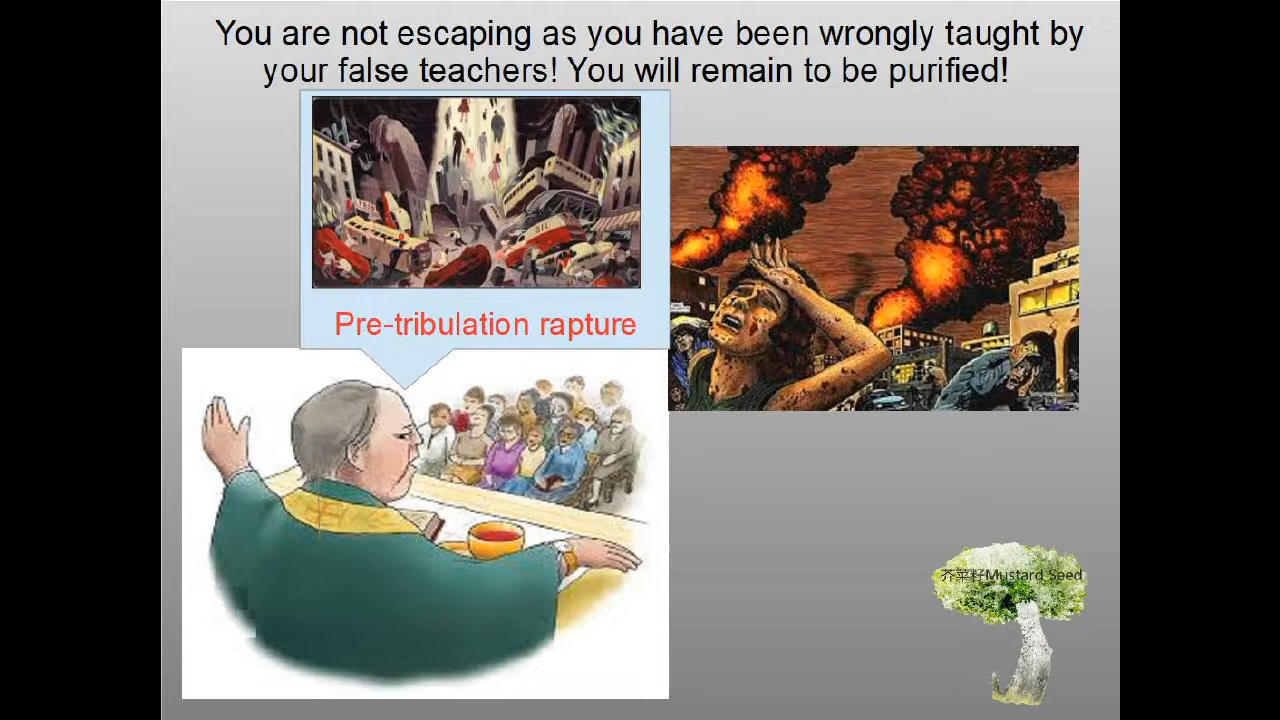 You are not escaping as you have been wrongly taught by
your false teachers! You will remain to be purified!
OIL
Pre-tribulation rapture
芥菜籽Mustard Seed